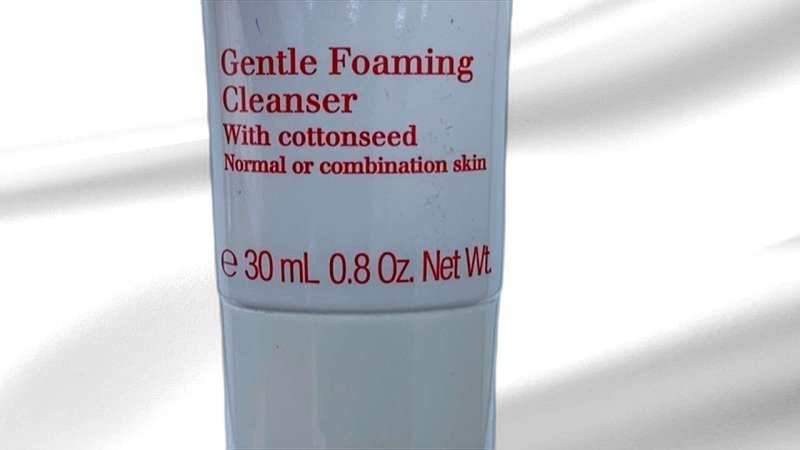 Gentle Foaming
Cleanser
With cottonseed
Normal or combination skin
℮ 30 mL 0.8 Oz. Net Wt.